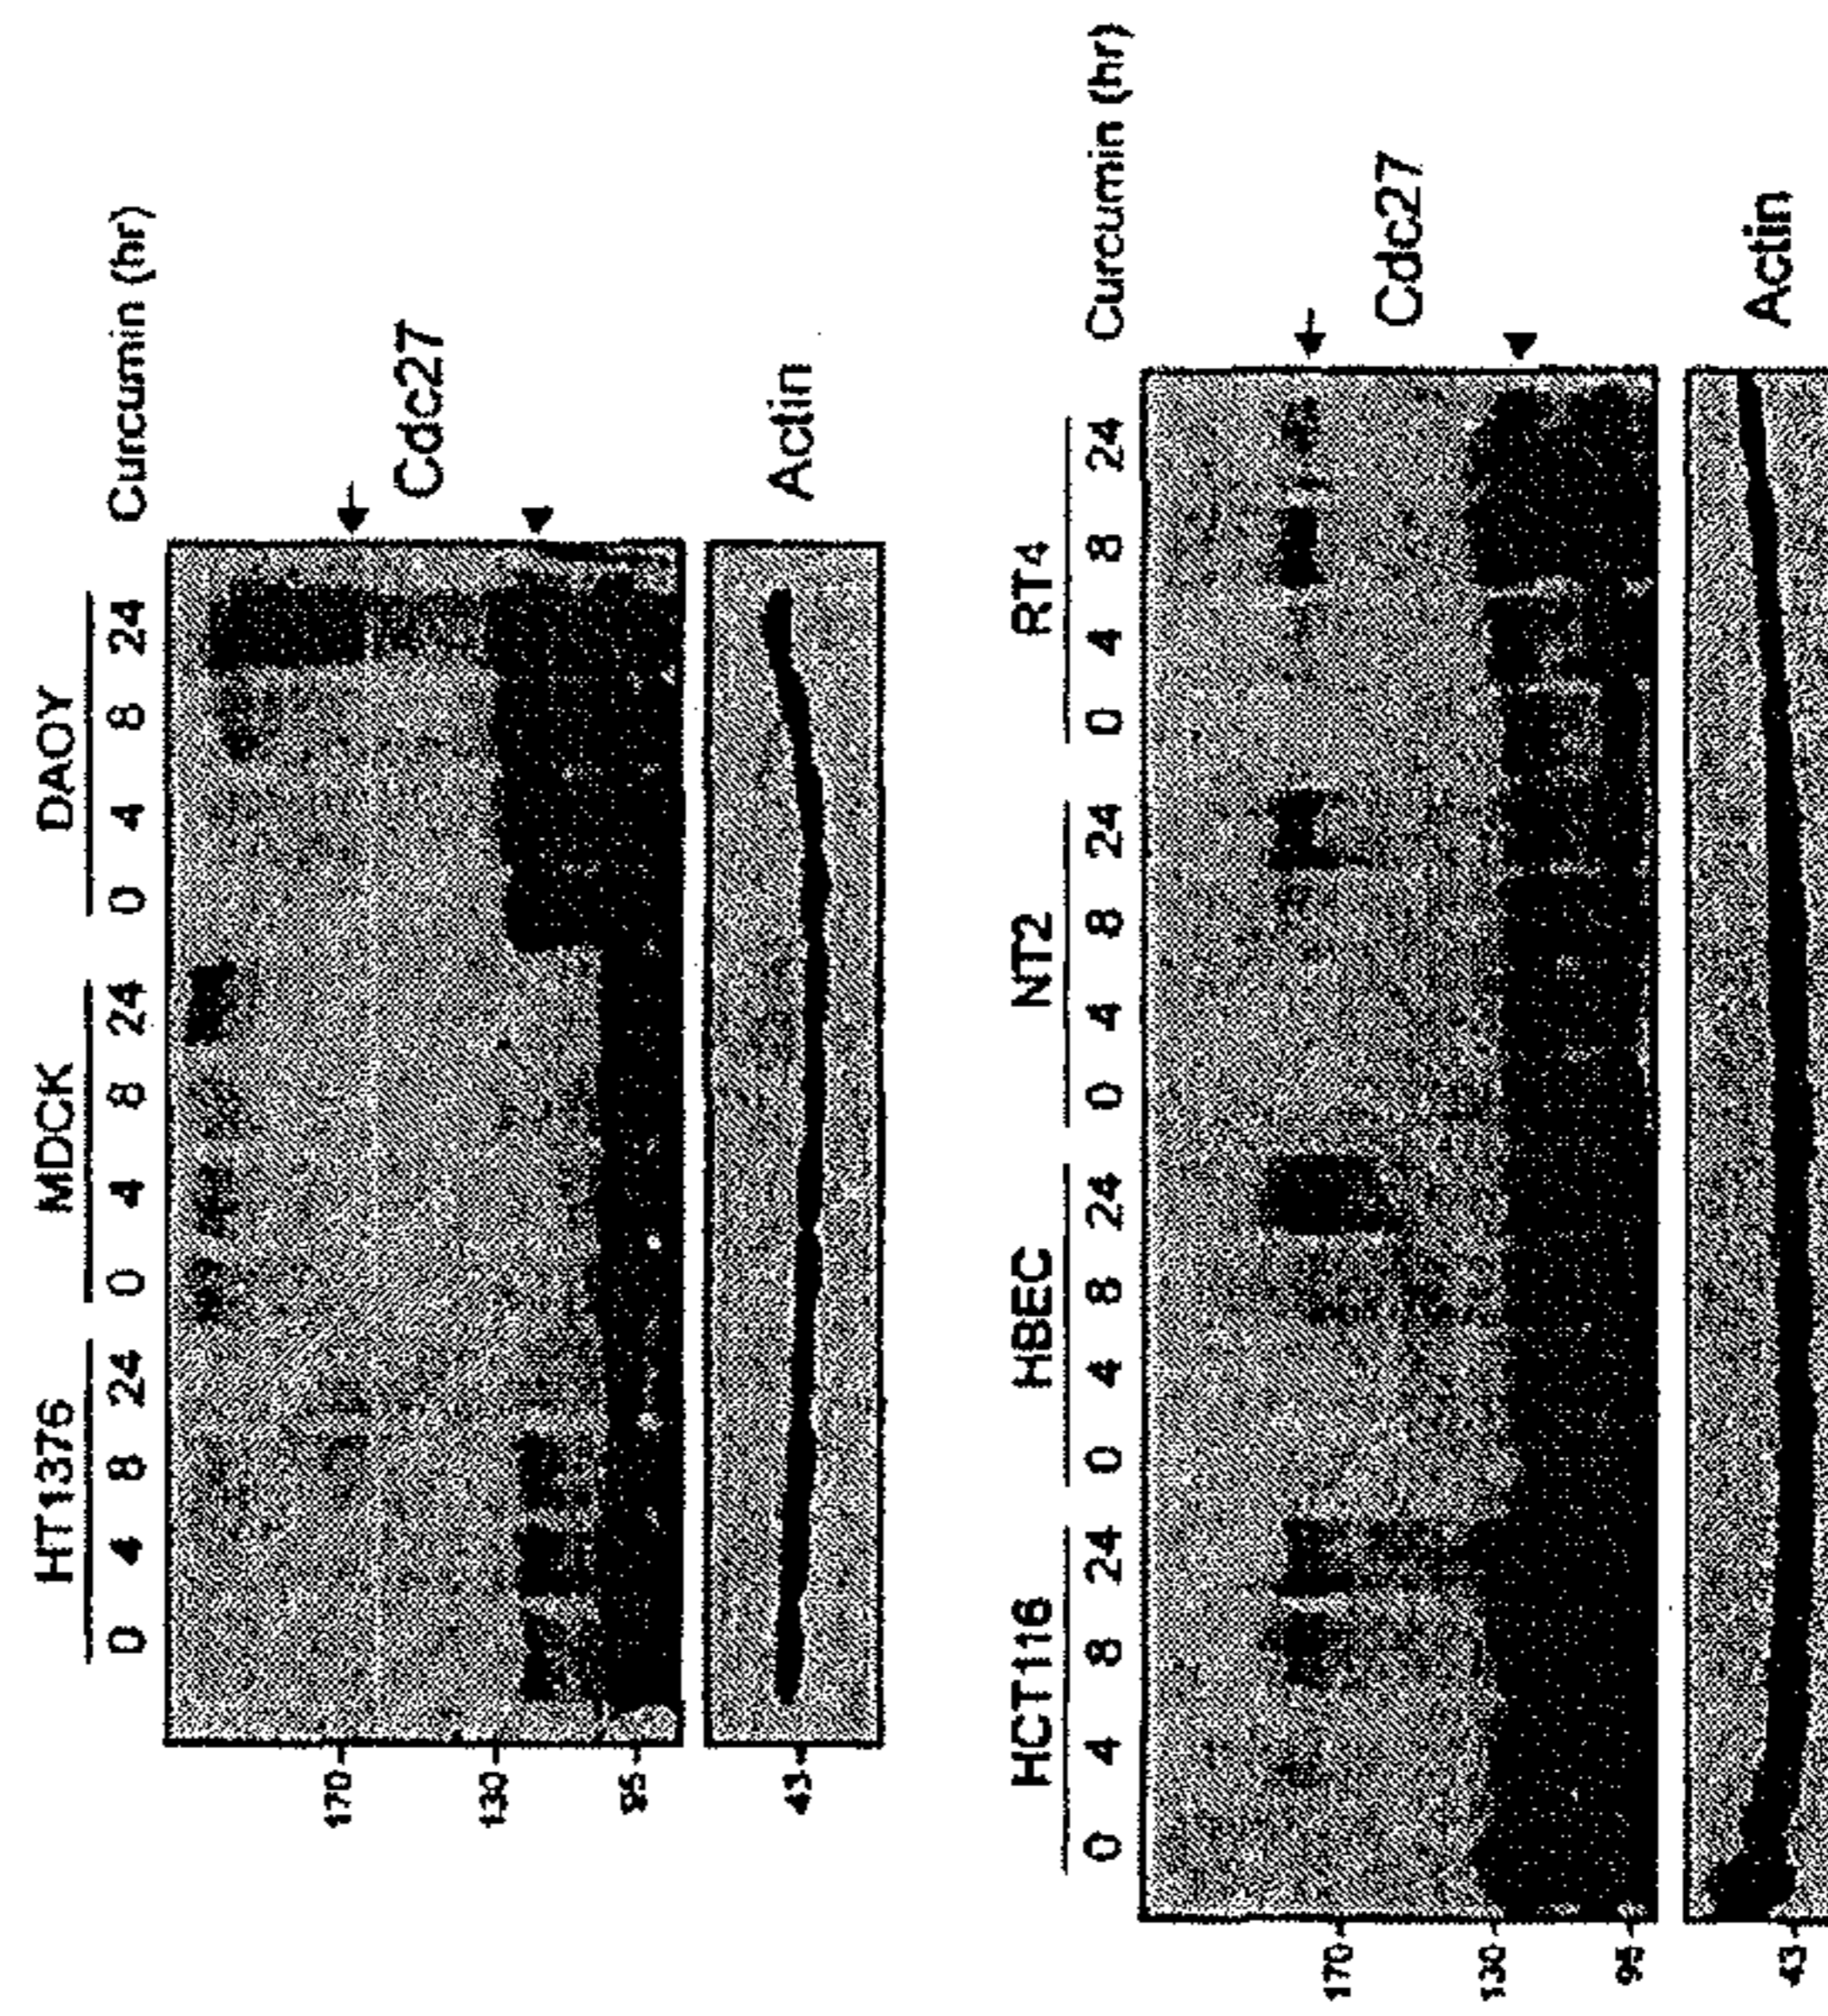 HT1376 MDCK DAOY
0 4 8 24 0 4 8 24 0 4 8 24 Curcumin (hr)
170
Cdc27
130
95
43
Actin
HCT116 HBEC NT2 RT4
0 4 8 24 0 4 8 24 0 4 8 24 0 4 8 24 Curcumin (hr)
170
Cdc27
130
95
43
Actin